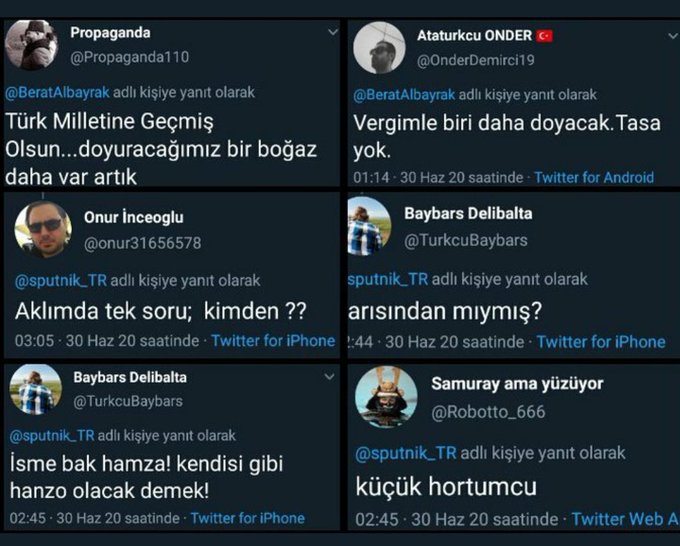 Propaganda
@Propaganda110
@BeratAlbayrak adlı kişiye yanıt olarak
Türk Milletine Geçmiş
Olsun...doyuracağımız bir boğaz
daha var artık
Ataturkcu ONDER 🇹🇷
@OnderDemirci19
@BeratAlbayrak adlı kişiye yanıt olarak
Vergimle biri daha doyacak.Tasa
yok.
01:14 · 30 Haz 20 saatinde · Twitter for Android
Onur İnceoglu
@onur31656578
@sputnik_TR adlı kişiye yanıt olarak
Aklımda tek soru; kimden ??
03:05 · 30 Haz 20 saatinde · Twitter for iPhone
Baybars Delibalta
@TurkcuBaybars
sputnik_TR adlı kişiye yanıt olarak
arısından mıymış?
:44 · 30 Haz 20 saatinde · Twitter for iPhone
Baybars Delibalta
@TurkcuBaybars
@sputnik_TR adlı kişiye yanıt olarak
İsme bak hamza! kendisi gibi
hanzo olacak demek!
02:45 · 30 Haz 20 saatinde · Twitter for iPhone
Samuray ama yüzüyor
@Robotto_666
@sputnik_TR adlı kişiye yanıt olarak
küçük hortumcu
02:45 · 30 Haz 20 saatinde · Twitter Web A